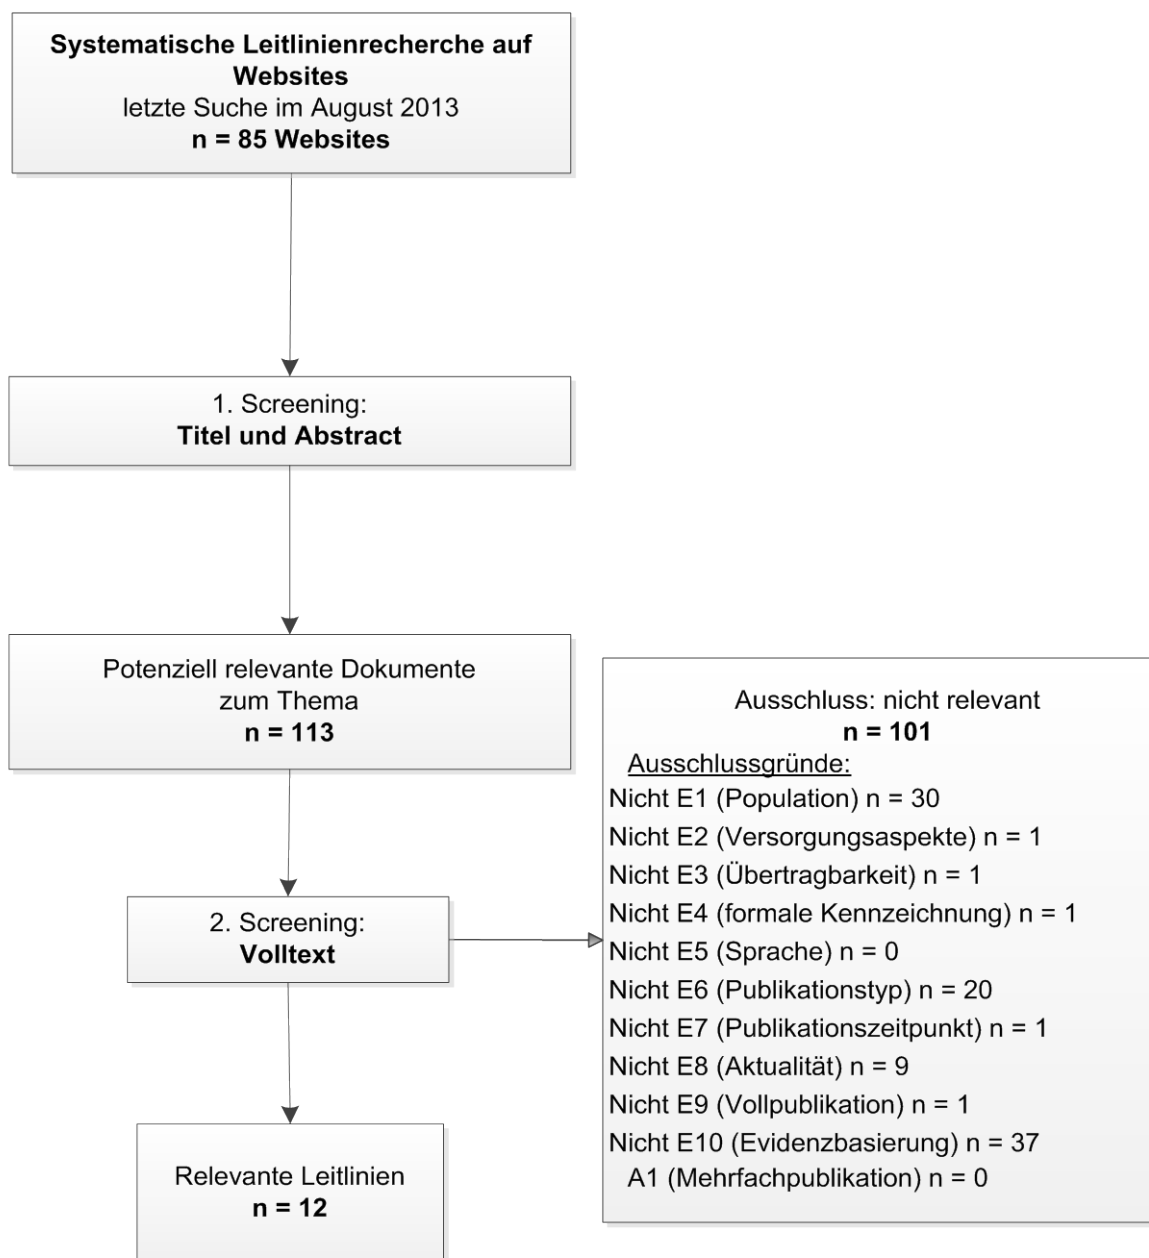 Systematische Leitlinienrecherche auf
Websites
letzte Suche im August 2013
n = 85 Websites
1. Screening:
Titel und Abstract
Potenziell relevante Dokumente
zum Thema
n = 113
2. Screening:
Volltext
Ausschluss: nicht relevant
n = 101
Ausschlussgründe:
Nicht E1 (Population) n = 30
Nicht E2 (Versorgungsaspekte) n = 1
Nicht E3 (Übertragbarkeit) n = 1
Nicht E4 (formale Kennzeichnung) n = 1
Nicht E5 (Sprache) n = 0
Nicht E6 (Publikationstyp) n = 20
Nicht E7 (Publikationszeitpunkt) n = 1
Nicht E8 (Aktualität) n = 9
Nicht E9 (Vollpublikation) n = 1
Nicht E10 (Evidenzbasierung) n = 37
A1 (Mehrfachpublikation) n = 0
Relevante Leitlinien
n = 12